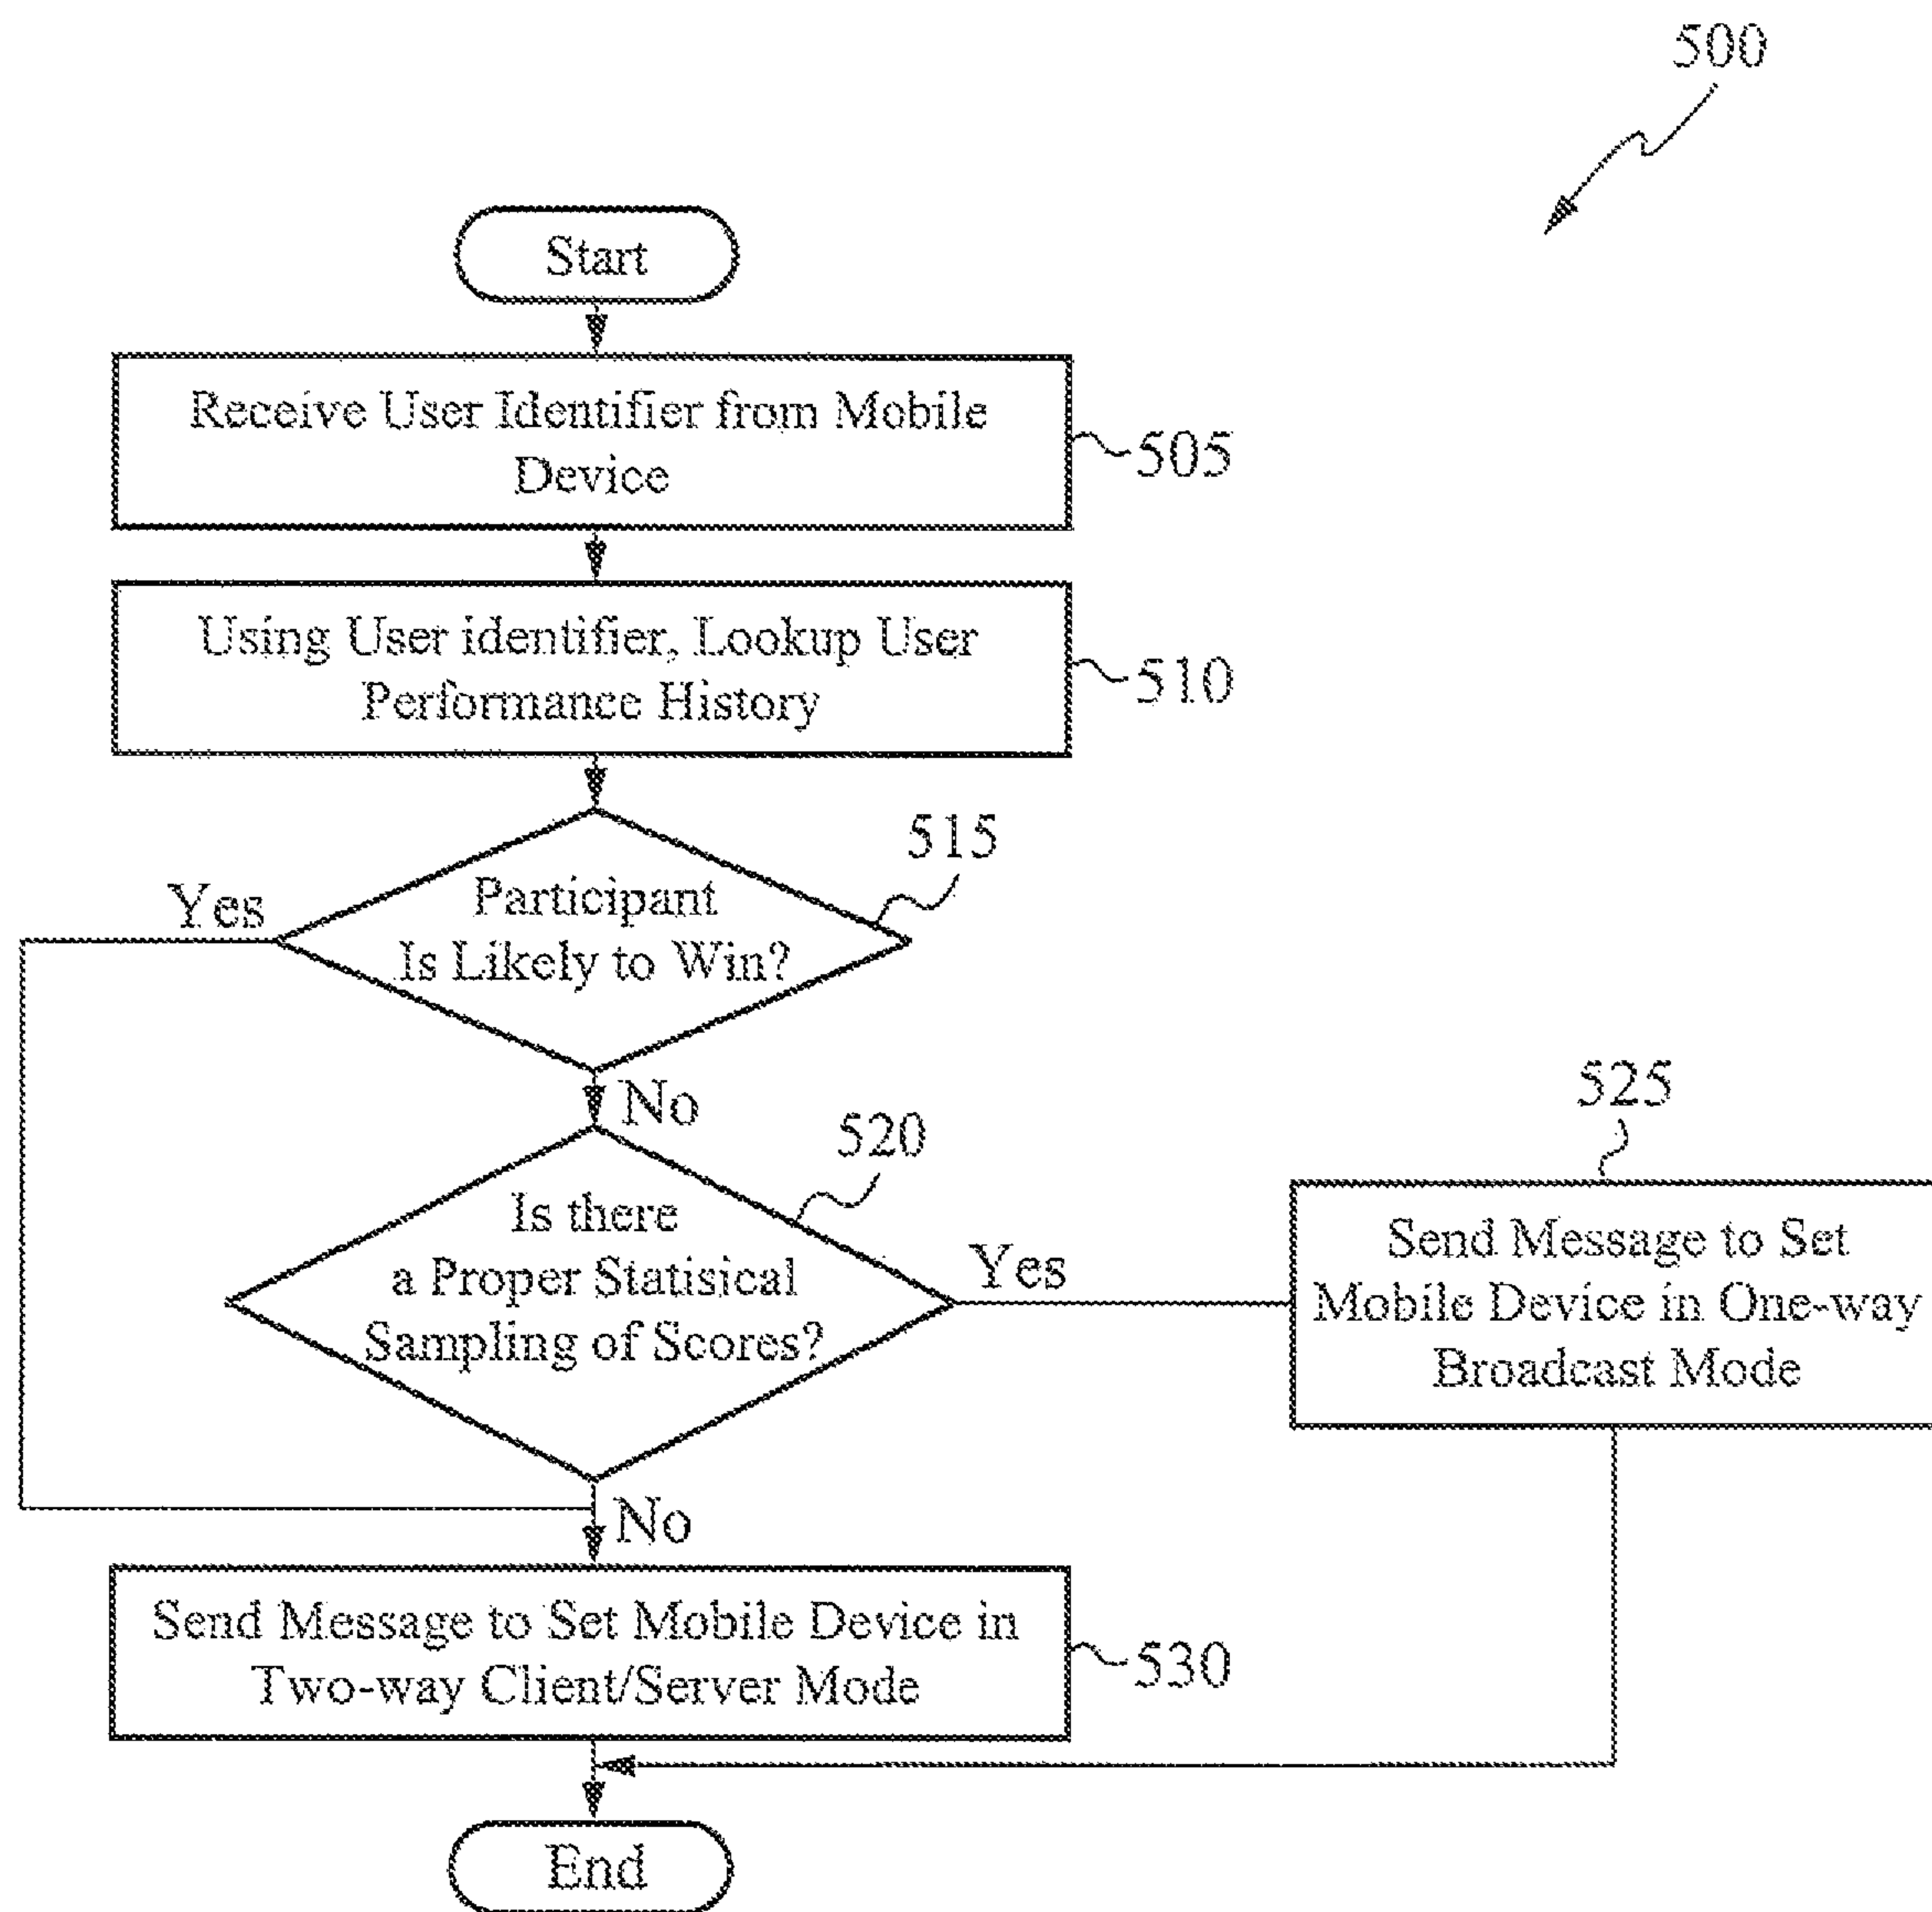 500
Start
Receive User Identifier from Mobile
Device
505
Using User identifier, Lookup User
Performance History
510
515
Yes
Participant
Is Likely to Win?
No
520
Is there
a Proper Statisical
Sampling of Scores?
Yes
525
Send Message to Set
Mobile Device in One-way
Broadcast Mode
No
Send Message to Set Mobile Device in
Two-way Client/Server Mode
530
End